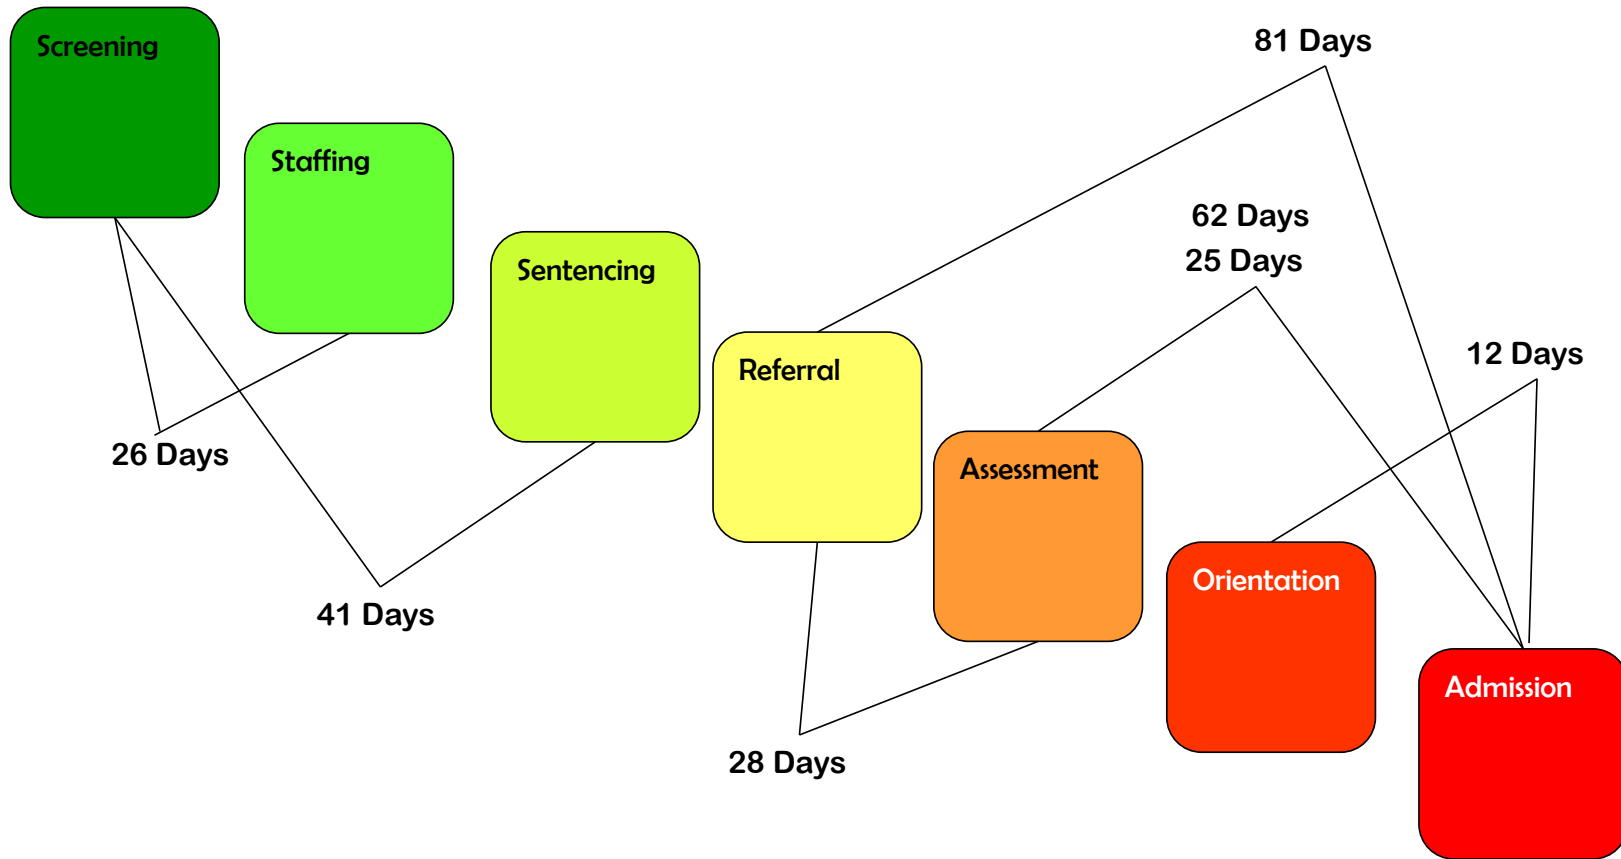 Screening
81 Days
Staffing
62 Days
Sentencing
25 Days
12 Days
Referral
26 Days
Assessment
Orientation
41 Days
Admission
28 Days